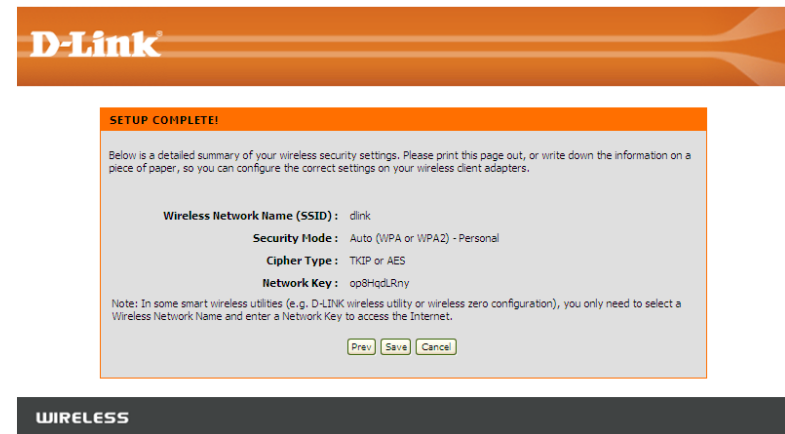 D-Link
SETUP COMPLETE!
Below is a detailed summary of your wireless security settings. Please print this page out, or write down the information on a
piece of paper, so you can configure the correct settings on your wireless client adapters.
Wireless Network Name (SSID) : dlink
Security Mode : Auto (WPA or WPA2) - Personal
Cipher Type : TKIP or AES
Network Key : op8HqdLRny
Note: In some smart wireless utilities (e.g. D-LINK wireless utility or wireless zero configuration), you only need to select a
Wireless Network Name and enter a Network Key to access the Internet.
Prev Save Cancel
WIRELESS